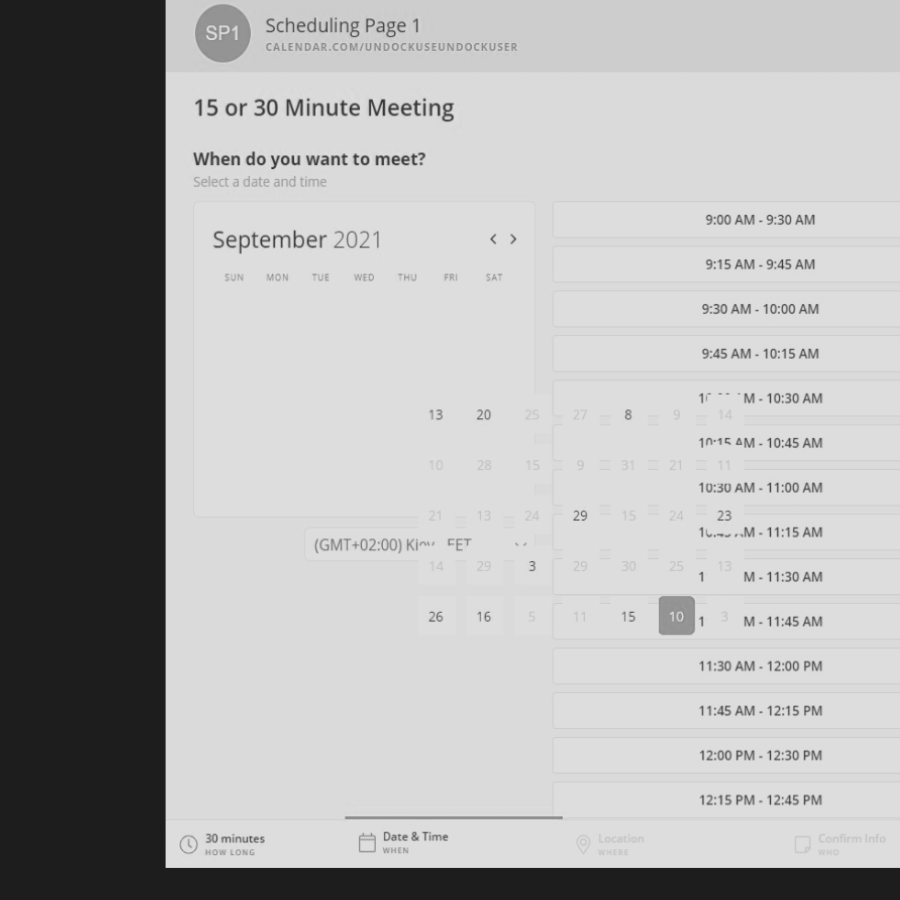 SP1
Scheduling Page 1
CALENDAR.COM/UNDOCKUSEUNDOCKUSER
15 or 30 Minute Meeting
When do you want to meet?
Select a date and time
September 2021
SUN MON TUE WED THU FRI SAT
9:00 AM - 9:30 AM
9:15 AM - 9:45 AM
9:30 AM - 10:00 AM
9:45 AM - 10:15 AM
M - 10:30 AM
13 20 25 27 8 9 14
10:15 AM - 10:45 AM
10 28 15 9 31 21 11
10:30 AM - 11:00 AM
21 13 24 29 15 24 23
M - 11:15 AM
(GMT+02:00) EET
14 29 3 29 30 25 13
1 M - 11:30 AM
26 16 5 11 15 10 3
1 M - 11:45 AM
11:30 AM - 12:00 PM
11:45 AM - 12:15 PM
12:00 PM - 12:30 PM
12:15 PM - 12:45 PM
30 minutes
HOW LONG
Date & Time
WHEN
Location
WHERE
Confirm Info
WHO